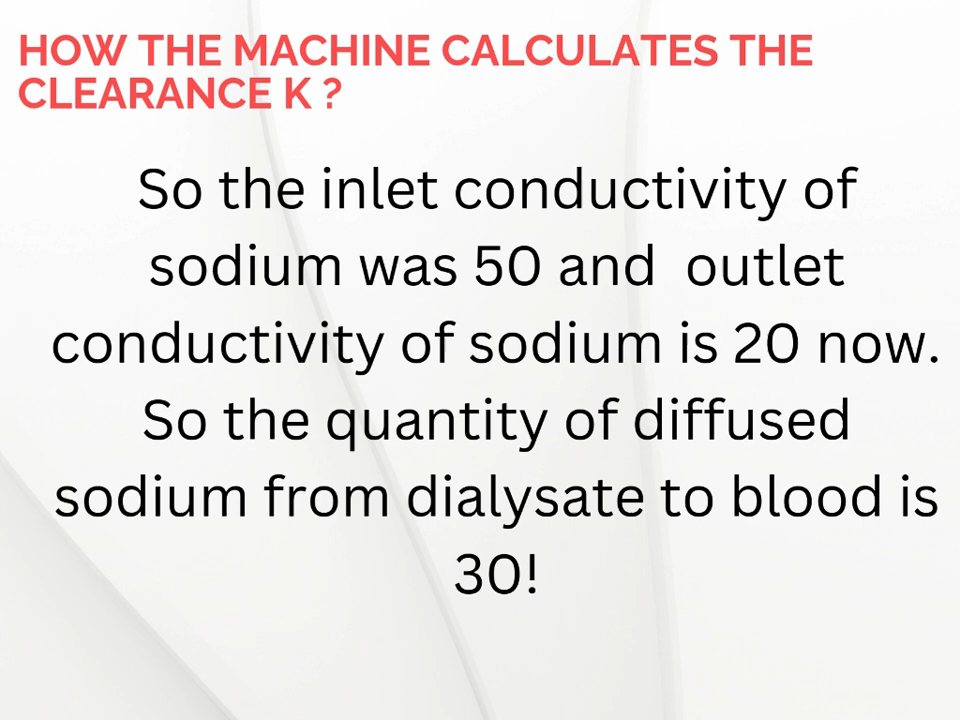 HOW THE MACHINE CALCULATES THE
CLEARANCE K ?
So the inlet conductivity of
sodium was 50 and  outlet
conductivity of sodium is 20 now.
So the quantity of diffused
sodium from dialysate to blood is
30!